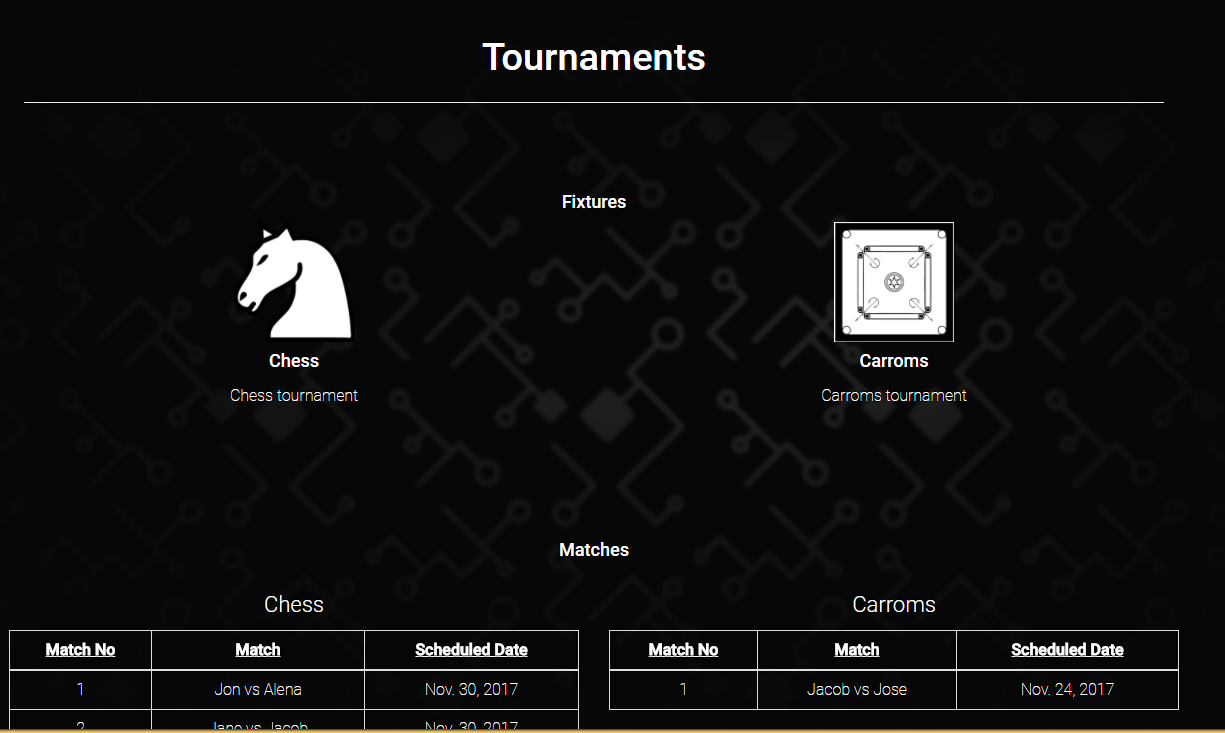 Tournaments
Fixtures
Chess
Chess tournament
Carroms
Carroms tournament
Matches
Chess
Match No Match Scheduled Date
1 Jon vs Alena Nov. 30, 2017
2 Jane vs Jacob Nov. 30, 2017
Carroms
Match No Match Scheduled Date
1 Jacob vs Jose Nov. 24, 2017